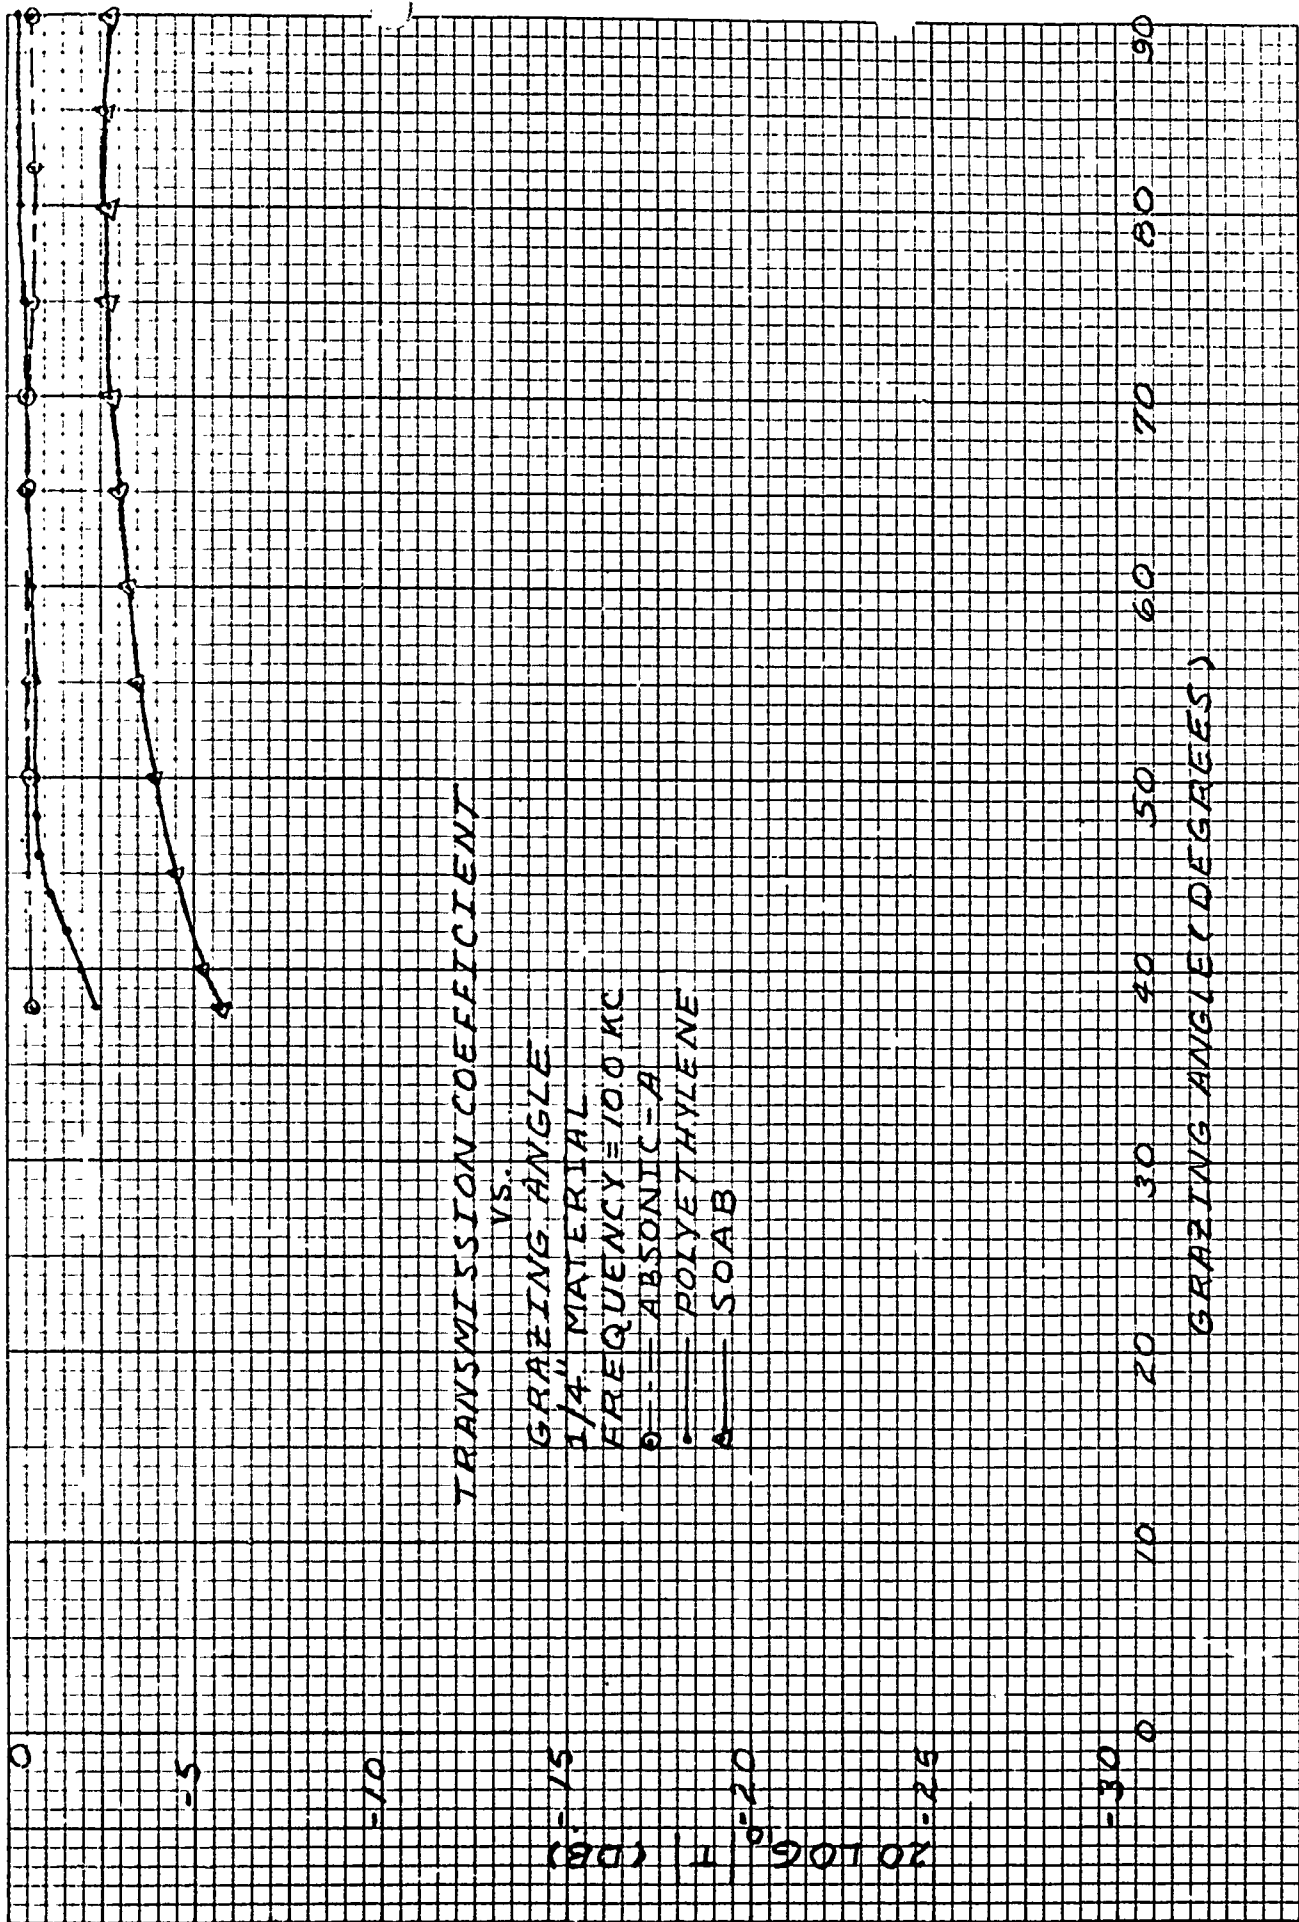 0
-5
-10
-15
-20
-25
-30
20 LOG10 |T| (DB)
TRANSMISSION COEFFICIENT
VS.
GRAZING ANGLE
1/4" MATERIAL
FREQUENCY = 100 KC
ABSONIC-A
POLYETHYLENE
SOAB
0 10 20 30 40 50 60 70 80 90
GRAZING ANGLE (DEGREES)